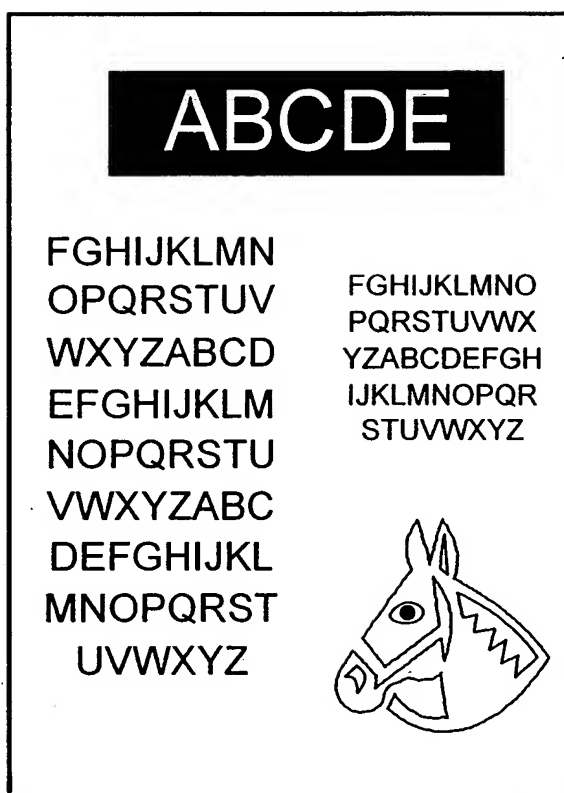 ABCDE
FGHIJKLMN
OPQRSTUV
WXYZABCD
EFGHIJKLM
NOPQRSTU
VWXYZABC
DEFGHIJKL
MNOPQRST
UVWXYZ
FGHIJKLMNO
PQRSTUVWX
YZABCDEFGH
IJKLMNOPQR
STUVWXYZ